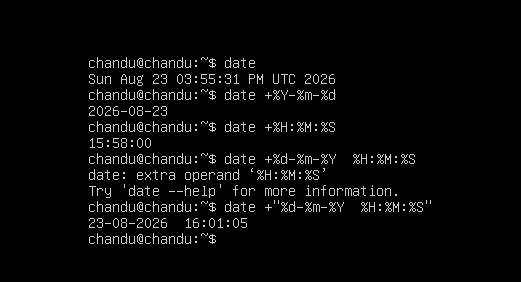 chandu@chandu:~$ date
Sun Aug 23 03:55:31 PM UTC 2026
chandu@chandu:~$ date +%Y-%m-%d
2026-08-23
chandu@chandu:~$ date +%H:%M:%S
15:58:00
chandu@chandu:~$ date +%d-%m-%Y  %H:%M:%S
date: extra operand ‘%H:%M:%S’
Try 'date --help' for more information.
chandu@chandu:~$ date +"%d-%m-%Y  %H:%M:%S"
23-08-2026  16:01:05
chandu@chandu:~$